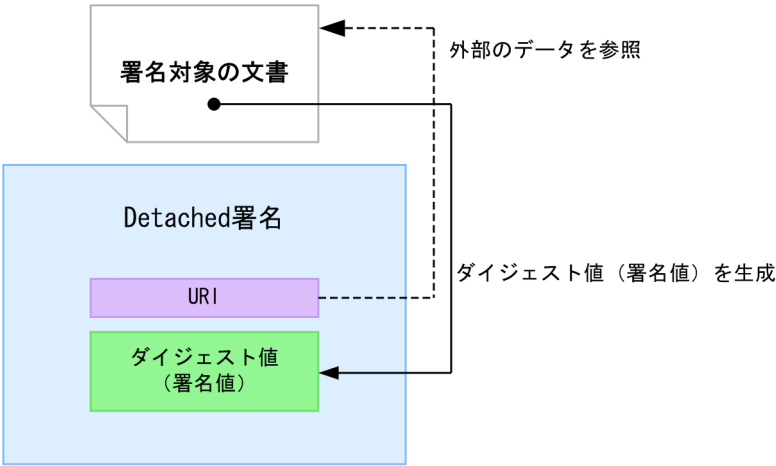 外部のデータを参照
署名対象の文書
Detached署名
ダイジェスト値（署名値）を生成
URI
ダイジェスト値
（署名値）